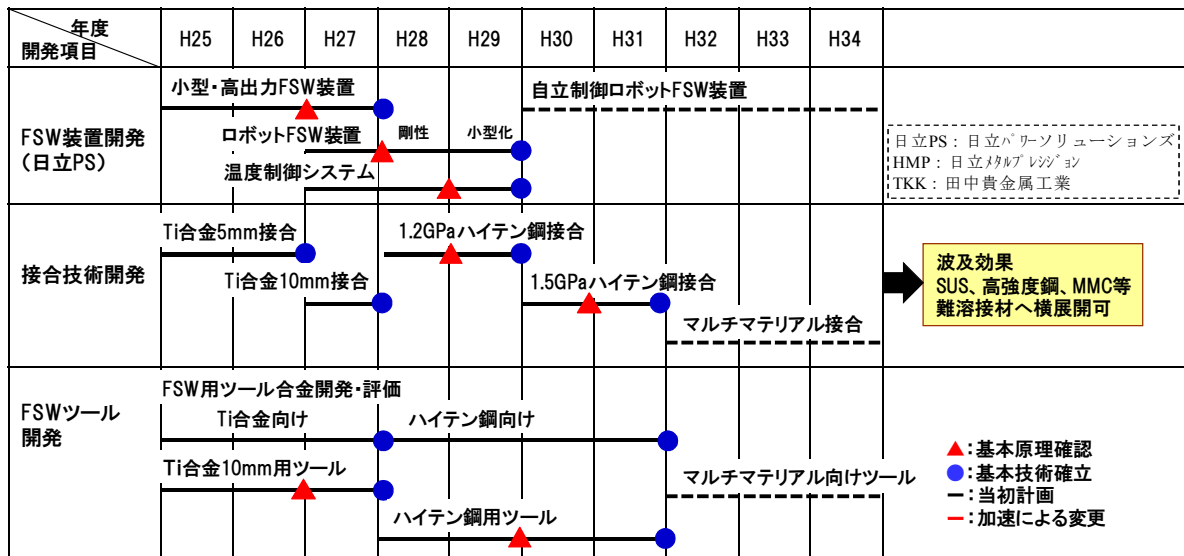 年度
開発項目
H25 H26 H27 H28 H29 H30 H31 H32 H33 H34
FSW装置開発
(日立PS)
小型・高出力FSW装置
自立制御ロボットFSW装置
ロボットFSW装置 剛性 小型化
温度制御システム
日立PS:日立パワーソリューションズ
HMP:日立メタルプレシジョン
TKK:田中貴金属工業
接合技術開発
Ti合金5mm接合
1.2GPaハイテン鋼接合
Ti合金10mm接合
1.5GPaハイテン鋼接合
マルチマテリアル接合
波及効果
SUS、高強度鋼、MMC等
難溶接材へ横展開可
FSWツール
開発
FSW用ツール合金開発・評価
Ti合金向け
ハイテン鋼向け
Ti合金10mm用ツール
マルチマテリアル向けツール
ハイテン鋼用ツール
▲:基本原理確認
●:基本技術確立
ー:当初計画
ー:加速による変更